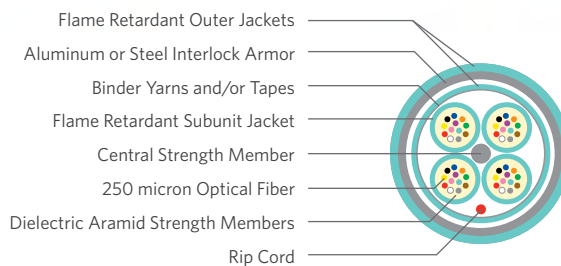 Flame Retardant Outer Jackets
Aluminum or Steel Interlock Armor
Binder Yarns and/or Tapes
Flame Retardant Subunit Jacket
Central Strength Member
250 micron Optical Fiber
Dielectric Aramid Strength Members
Rip Cord